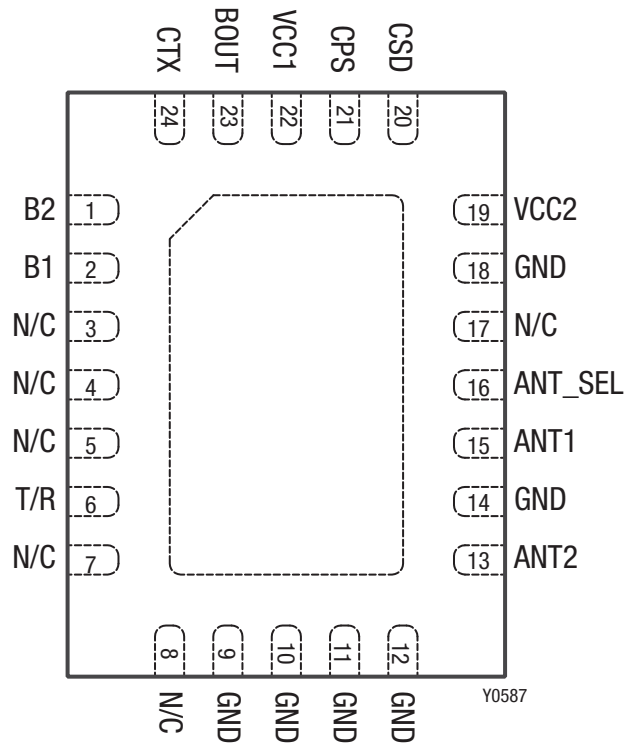 CTX BOUT VCC1 CPS CSD
24 23 22 21 20
B2 1 19 VCC2
B1 2 18 GND
N/C 3 17 N/C
N/C 4 16 ANT_SEL
N/C 5 15 ANT1
T/R 6 14 GND
N/C 7 13 ANT2
8 9 10 11 12
N/C GND GND GND GND
Y0587